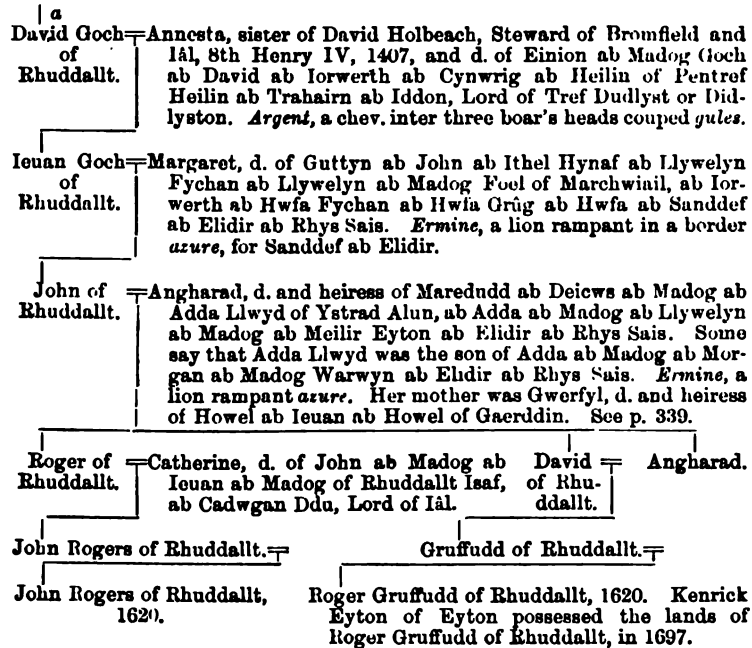 a
David Goch = Annesta, sister of David Holbeach, Steward of Bromfield and
of Iâl, 8th Henry IV, 1407, and d. of Einion ab Madog Goch
Rhuddallt. ab David ab Iorwerth ab Cynwrig ab Heilin of Pentref
Heilin ab Trahairn ab Iddon, Lord of Tref Dudlyst or Did-
lyston. Argent, a chev. inter three boar's heads couped gules.
Ieuan Goch = Margaret, d. of Guttyn ab John ab Ithel Hynaf ab Llywelyn
of Fychan ab Llywelyn ab Madog Foel of Marchwiail, ab Ior-
Rhuddallt. werth ab Hwfa Fychan ab Hwfa Grûg ab Hwfa ab Sanddef
ab Elidir ab Rhys Sais. Ermine, a lion rampant in a border
azure, for Sanddef ab Elidir.
John of = Angharad, d. and heiress of Maredudd ab Deicws ab Madog ab
Rhuddallt. Adda Llwyd of Ystrad Alun, ab Adda ab Madog ab Llywelyn
ab Madog ab Meilir Eyton ab Elidir ab Rhys Sais. Some
say that Adda Llwyd was the son of Adda ab Madog ab Mor-
gan ab Madog Warwyn ab Elidir ab Rhys Sais. Ermine, a
lion rampant azure. Her mother was Gwerfyl, d. and heiress
of Howel ab Ieuan ab Howel of Gaerddin. See p. 339.
Roger of = Catherine, d. of John ab Madog ab David = Angharad.
Rhuddallt. Ieuan ab Madog of Rhuddallt Isaf, of Rhu-
ab Cadwgan Ddu, Lord of Iâl. ddallt.
John Rogers of Rhuddallt. = Gruffudd of Rhuddallt. =
John Rogers of Rhuddallt, Roger Gruffudd of Rhuddallt, 1620. Kenrick
1620. Eyton of Eyton possessed the lands of
Roger Gruffudd of Rhuddallt, in 1697.